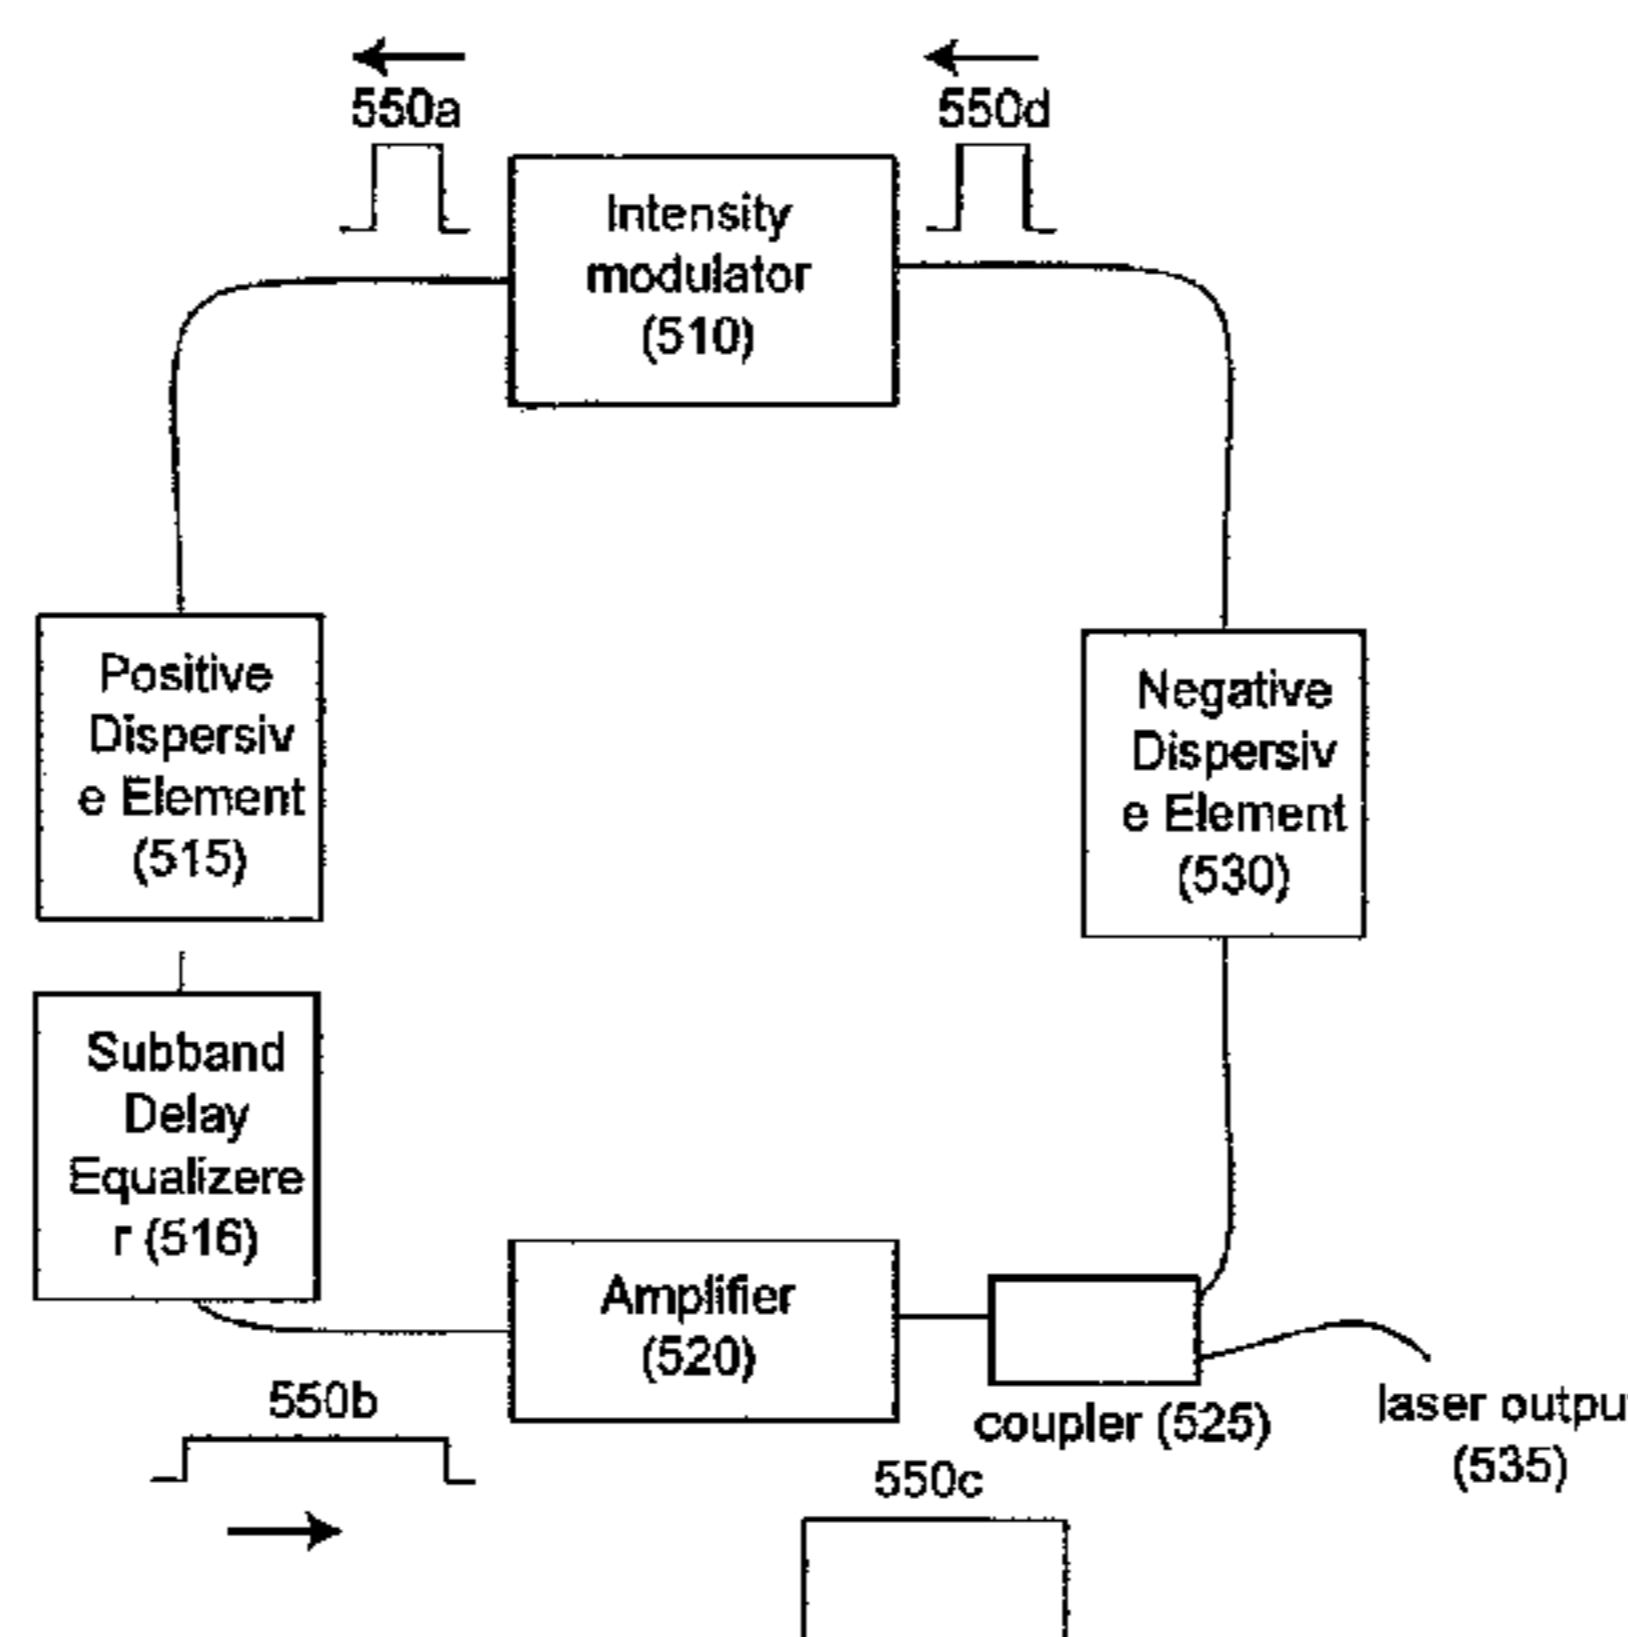 550a
550d
Intensity
modulator
(510)
Positive
Dispersiv
e Element
(515)
Negative
Dispersiv
e Element
(530)
Subband
Delay
Equalizere
r (516)
Amplifier
(520)
550b
coupler (525)
laser outpu
(535)
550c